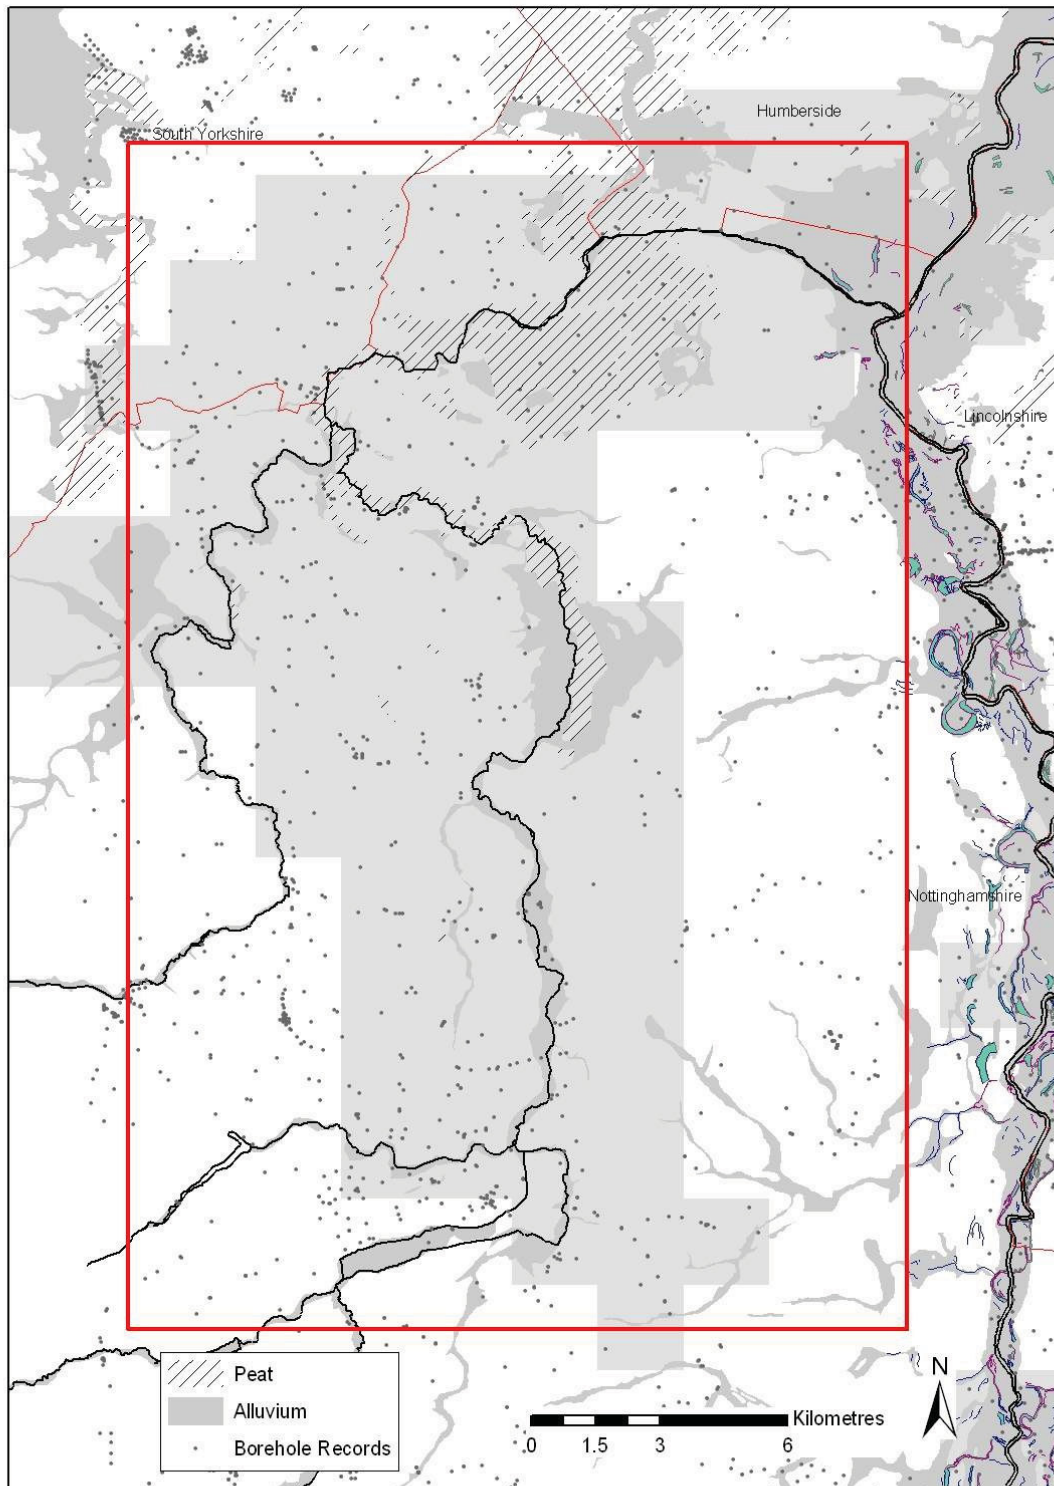 Humberside
South Yorkshire
Lincolnshire
Nottinghamshire
Peat
Alluvium
Borehole Records
Kilometres
0 1.5 3 6
N